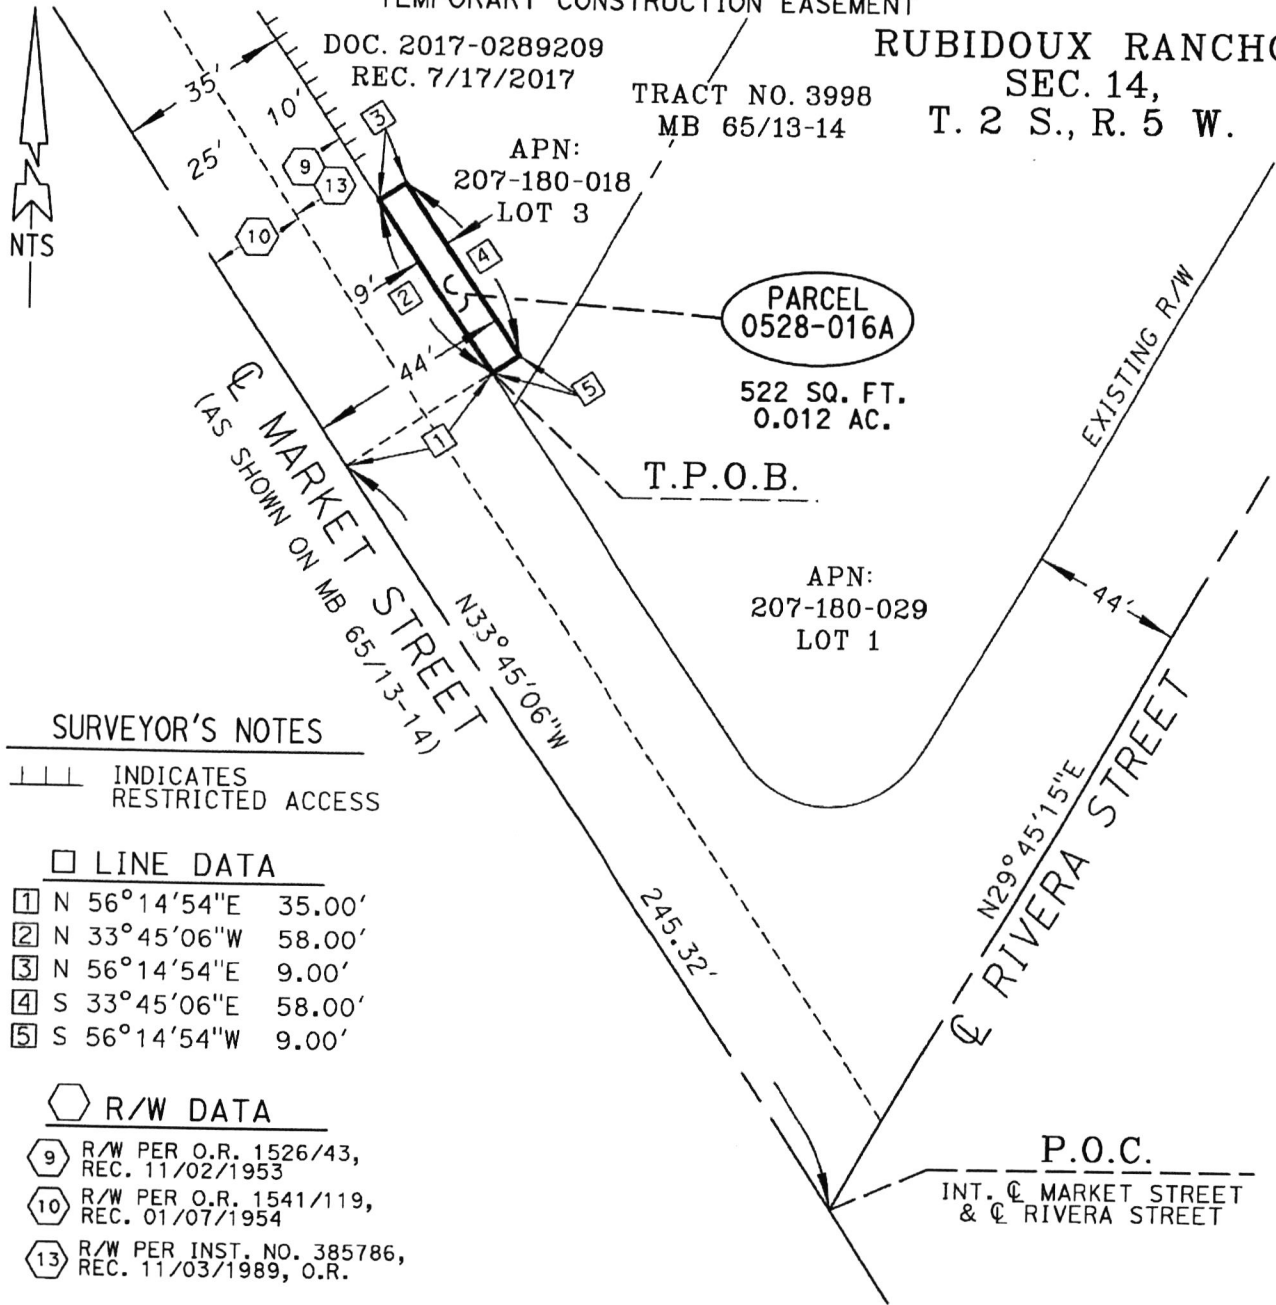 TEMPORARY CONSTRUCTION EASEMENT
DOC. 2017-0289209
REC. 7/17/2017
RUBIDOUX RANCHO
SEC. 14,
T. 2 S., R. 5 W.
TRACT NO. 3998
MB 65/13-14
NTS
35'
10'
25'
3
9
13
10
APN:
207-180-018
LOT 3
4
9'
2
44'
5
1
PARCEL
0528-016A
522 SQ. FT.
0.012 AC.
T.P.O.B.
EXISTING R/W
℄ MARKET STREET
(AS SHOWN ON MB 65/13-14)
N33°45'06"W
245.32'
APN:
207-180-029
LOT 1
44'
N29°45'15"E
℄ RIVERA STREET
P.O.C.
INT. ℄ MARKET STREET
& ℄ RIVERA STREET
SURVEYOR'S NOTES
INDICATES
RESTRICTED ACCESS
LINE DATA
1 N 56°14'54"E 35.00'
2 N 33°45'06"W 58.00'
3 N 56°14'54"E 9.00'
4 S 33°45'06"E 58.00'
5 S 56°14'54"W 9.00'
R/W DATA
9 R/W PER O.R. 1526/43,
REC. 11/02/1953
10 R/W PER O.R. 1541/119,
REC. 01/07/1954
13 R/W PER INST. NO. 385786,
REC. 11/03/1989, O.R.